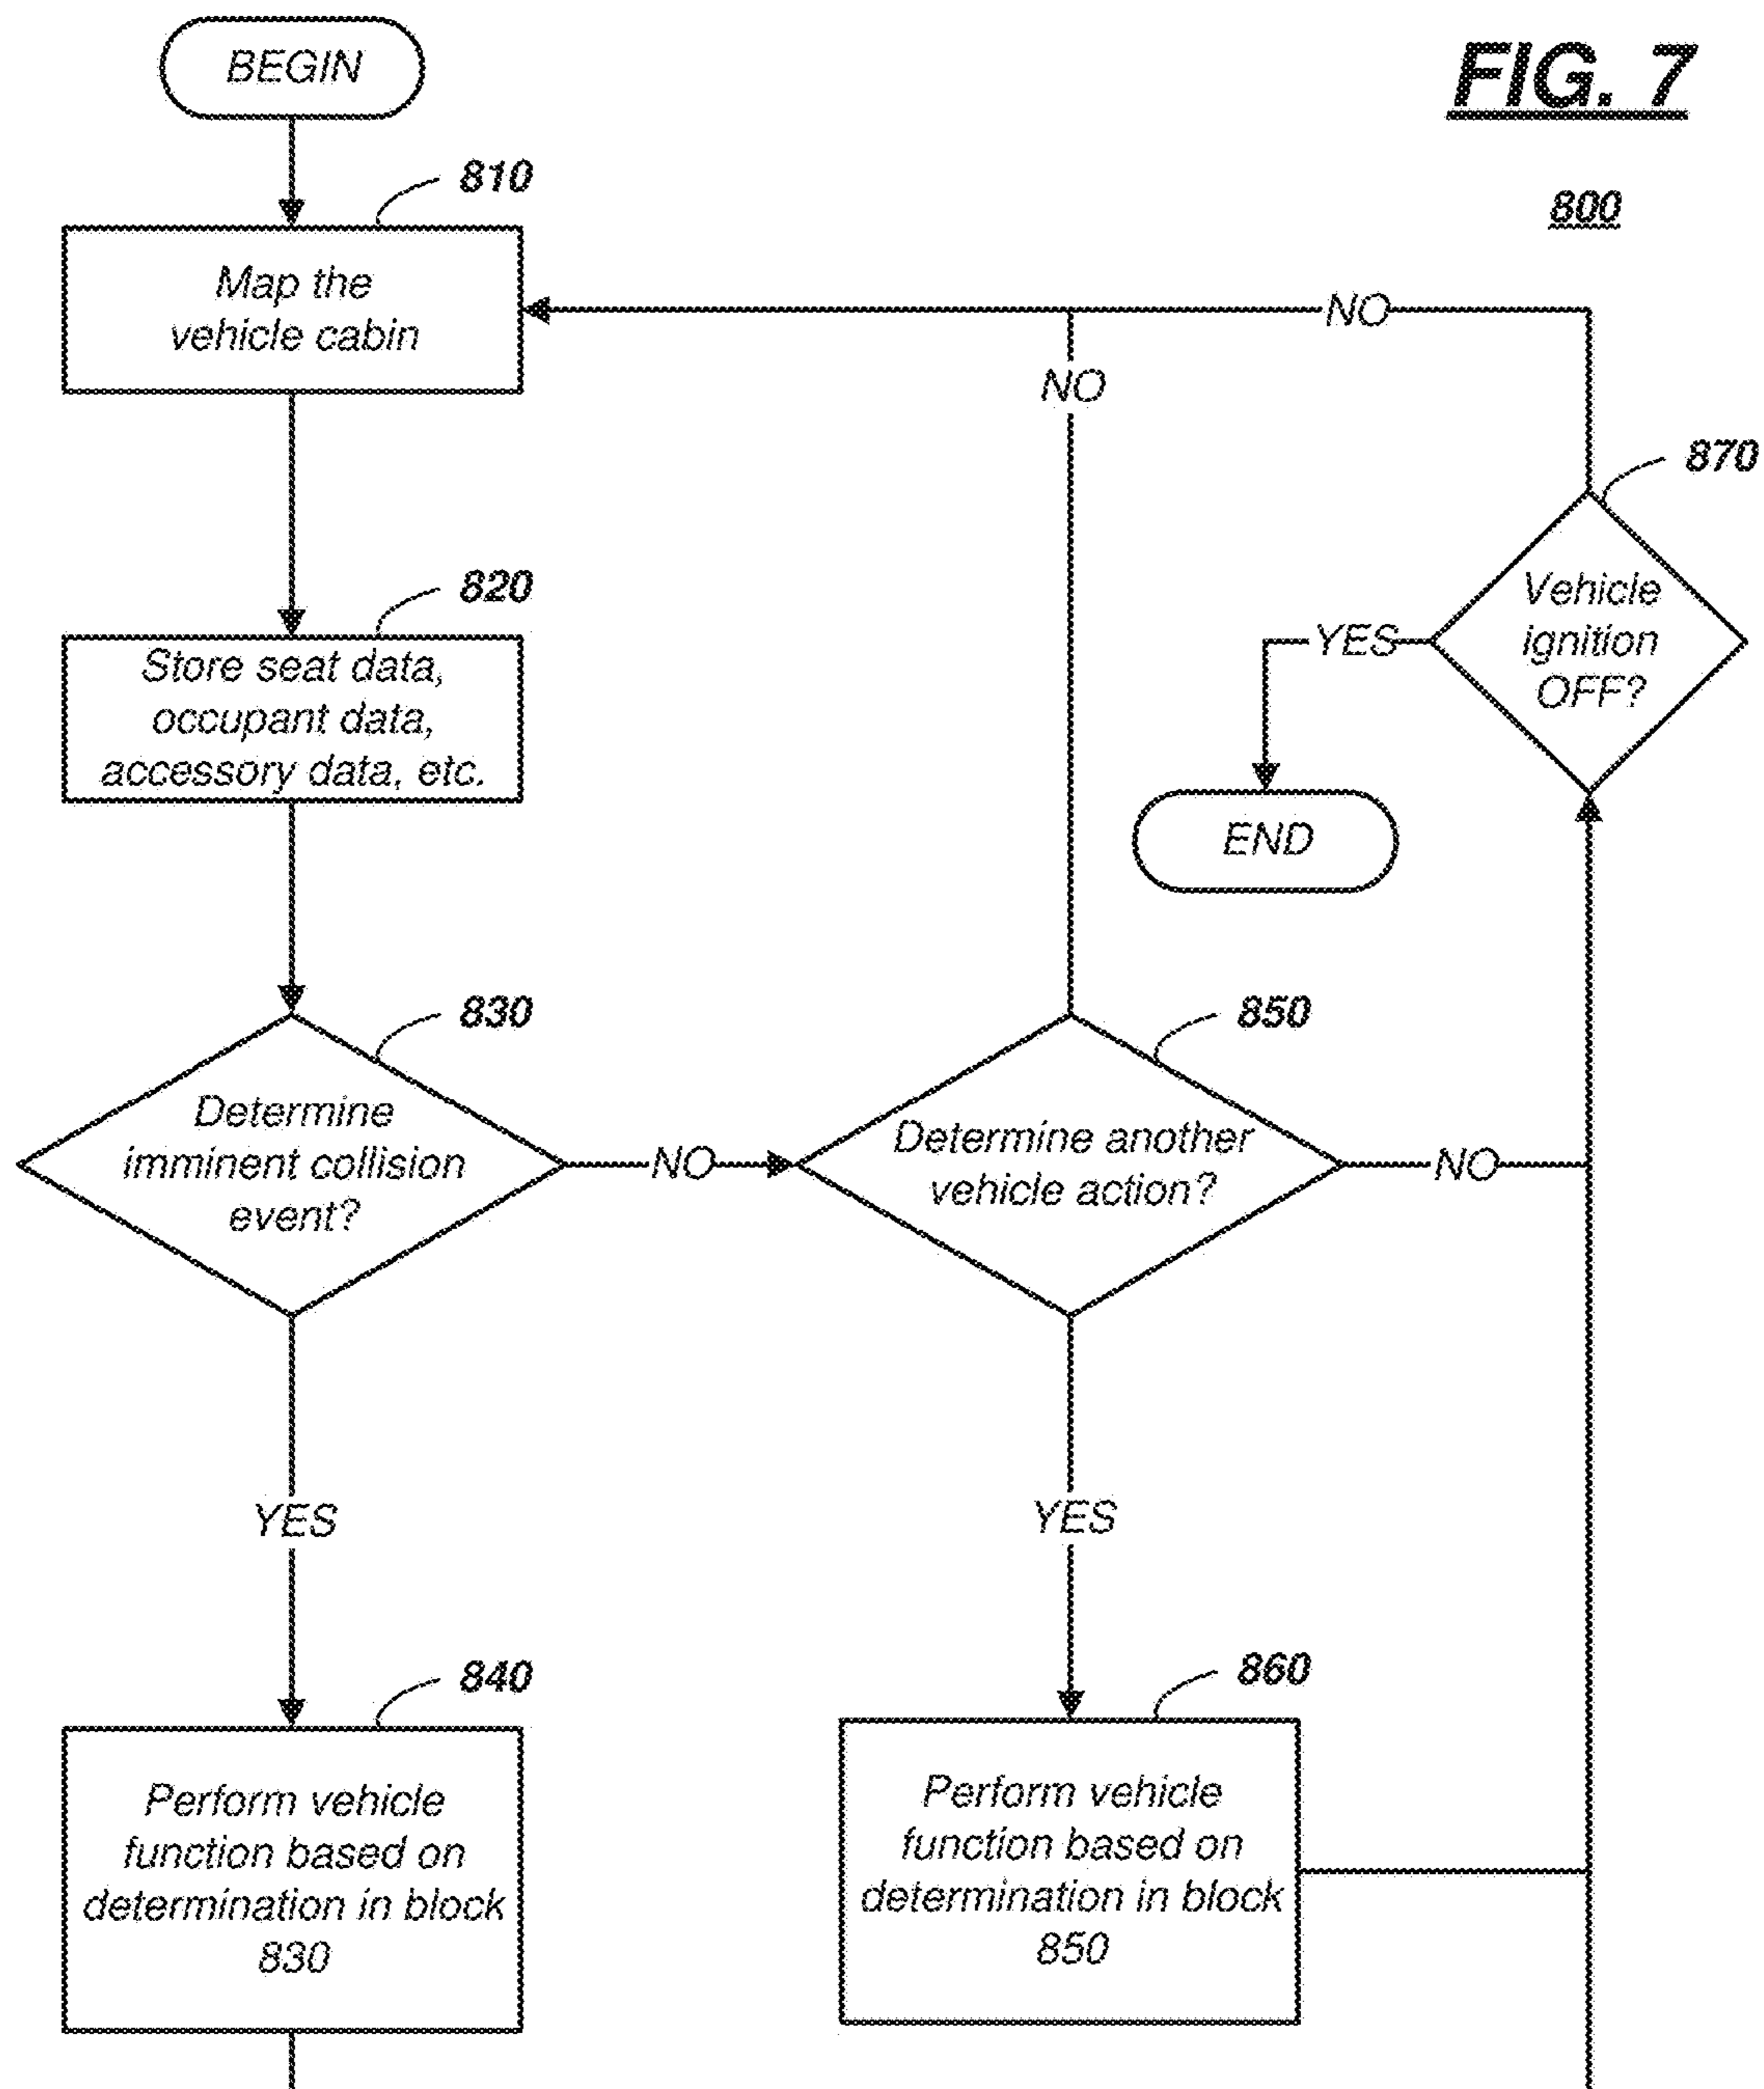 BEGIN
FIG. 7
810
800
Map the
vehicle cabin
NO
NO
870
820
Vehicle
ignition
OFF?
YES
Store seat data,
occupant data,
accessory data, etc.
END
830
850
Determine
imminent collision
event?
NO
Determine another
vehicle action?
NO
YES
YES
840
860
Perform vehicle
function based on
determination in block
830
Perform vehicle
function based on
determination in block
850